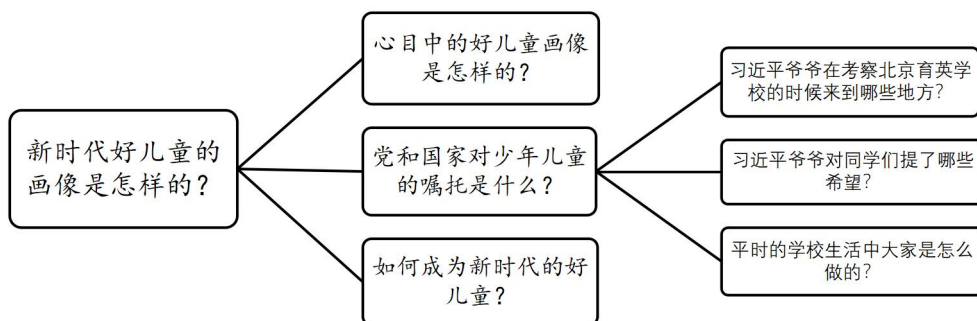 新时代好儿童的
画像是怎样的？
心目中的好儿童画像
是怎样的？
党和国家对少年儿童
的嘱托是什么？
如何成为新时代的好
儿童？
习近平爷爷在考察北京育英学
校的时候来到哪些地方？
习近平爷爷对同学们提了哪些
希望？
平时的学校生活中大家是怎么
做的？